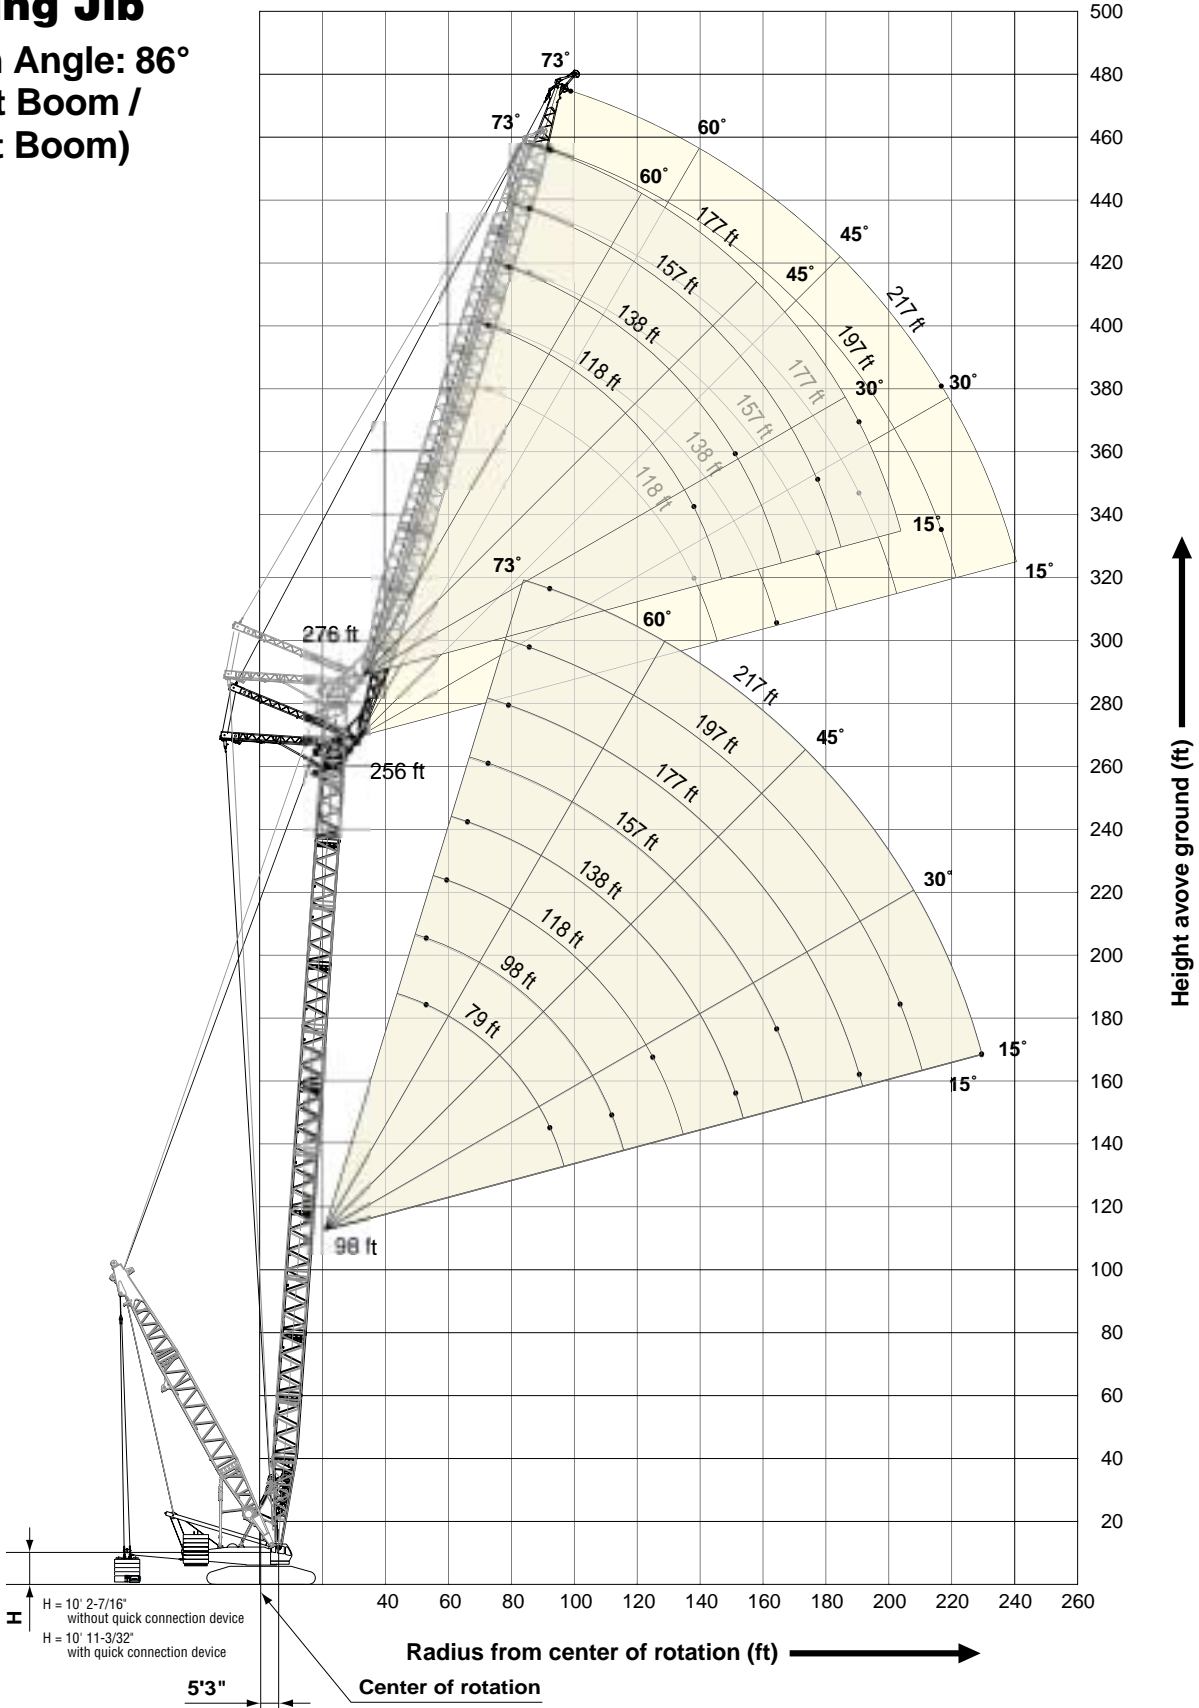 ing Jib
Angle: 86°
t Boom /
t Boom)
500
73°
480
73°
60°
460
60°
440
177 ft
45°
157 ft
45°
420
217 ft
138 ft
400
197 ft
118 ft
177 ft
30°
30°
380
157 ft
360
138 ft
118 ft
340
15°
73°
15°
320
60°
276 ft
300
217 ft
280
197 ft
45°
256 ft
177 ft
260
157 ft
240
138 ft
30°
220
118 ft
200
98 ft
79 ft
180
15°
15°
160
140
120
98 ft
100
80
60
40
20
Height avove ground (ft)
40 60 80 100 120 140 160 180 200 220 240 260
H
H = 10' 2-7/16"
without quick connection device
H = 10' 11-3/32"
with quick connection device
Radius from center of rotation (ft)
5'3"
Center of rotation